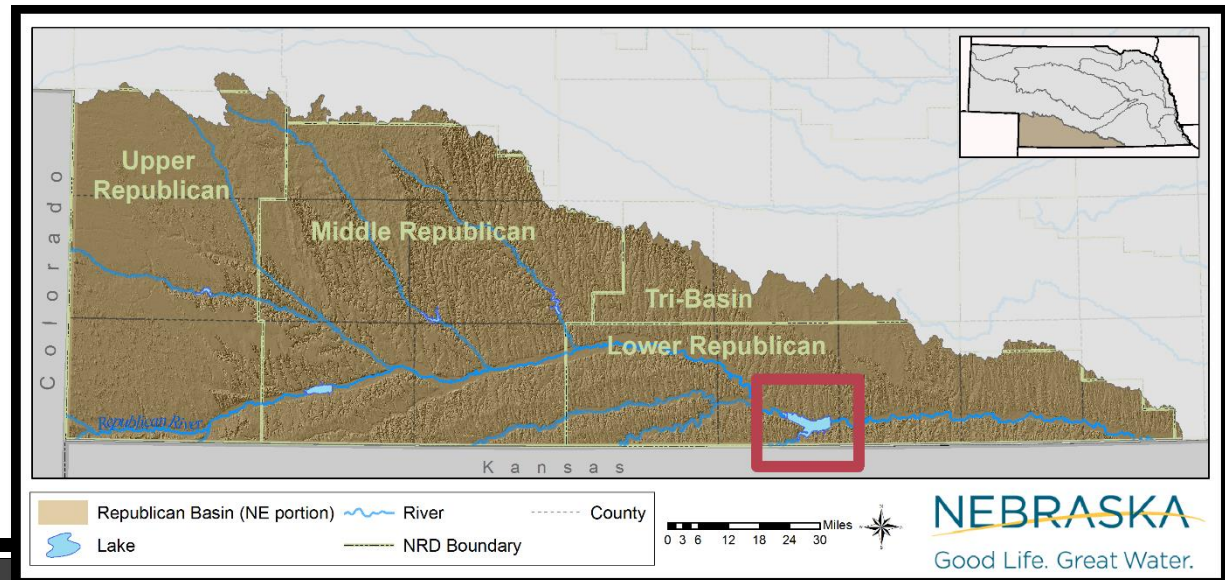 Upper
Republican
Middle Republican
Tri-Basin
Lower Republican
Colorado
Republican River
Kansas
Republican Basin (NE portion)
River
County
Lake
NRD Boundary
Miles
0 3 6 12 18 24 30
NEBRASKA
Good Life. Great Water.